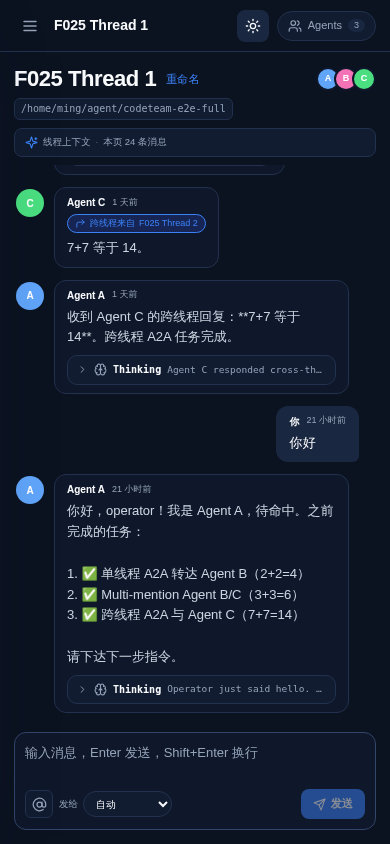 F025 Thread 1
Agents 3
F025 Thread 1 重命名
A B C
/home/ming/agent/codeteam-e2e-full
线程上下文 · 本页 24 条消息
C
Agent C 1 天前
跨线程来自 F025 Thread 2
7+7 等于 14。
A
Agent A 1 天前
收到 Agent C 的跨线程回复：**7+7 等于
14**。跨线程 A2A 任务完成。
Thinking Agent C responded cross-th…
你 21 小时前
你好
A
Agent A 21 小时前
你好，operator！我是 Agent A，待命中。之前
完成的任务：
1. ✅ 单线程 A2A 转达 Agent B（2+2=4）
2. ✅ Multi-mention Agent B/C（3+3=6）
3. ✅ 跨线程 A2A 与 Agent C（7+7=14）
请下达下一步指令。
Thinking Operator just said hello. …
输入消息，Enter 发送，Shift+Enter 换行
发给 自动 发送